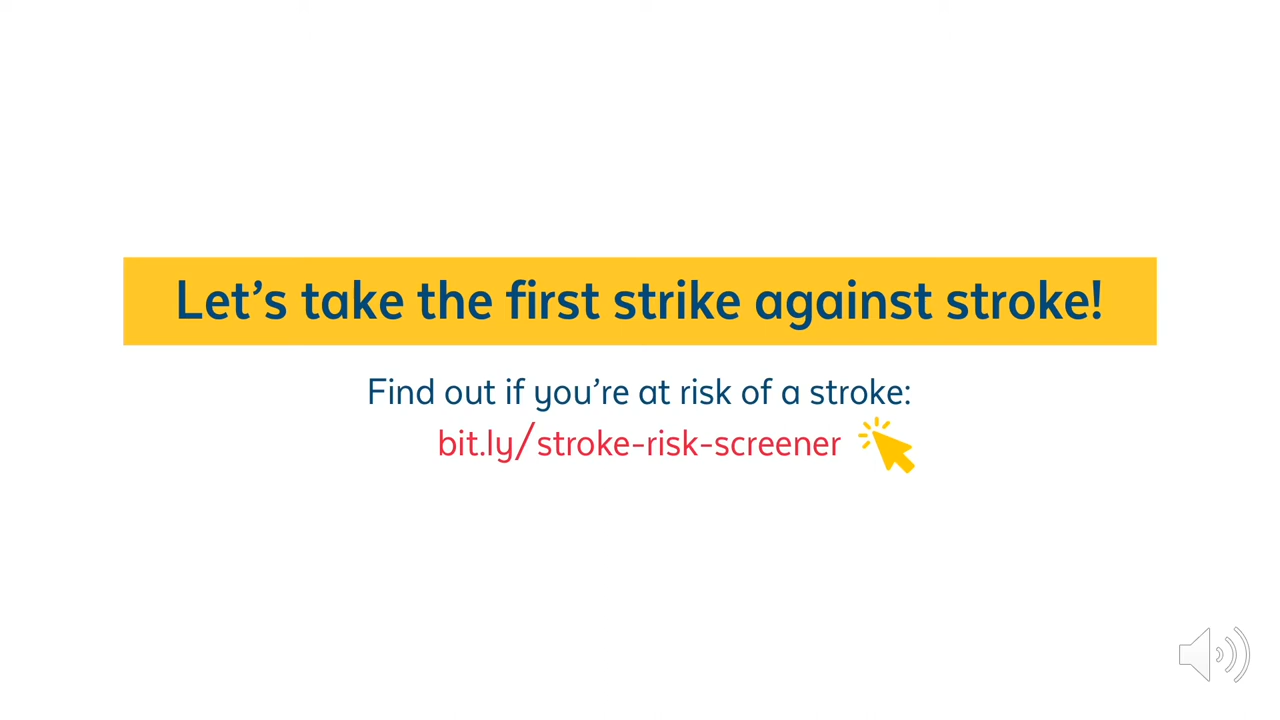 Let’s take the first strike against stroke!
Find out if you’re at risk of a stroke:
bit.ly/stroke-risk-screener